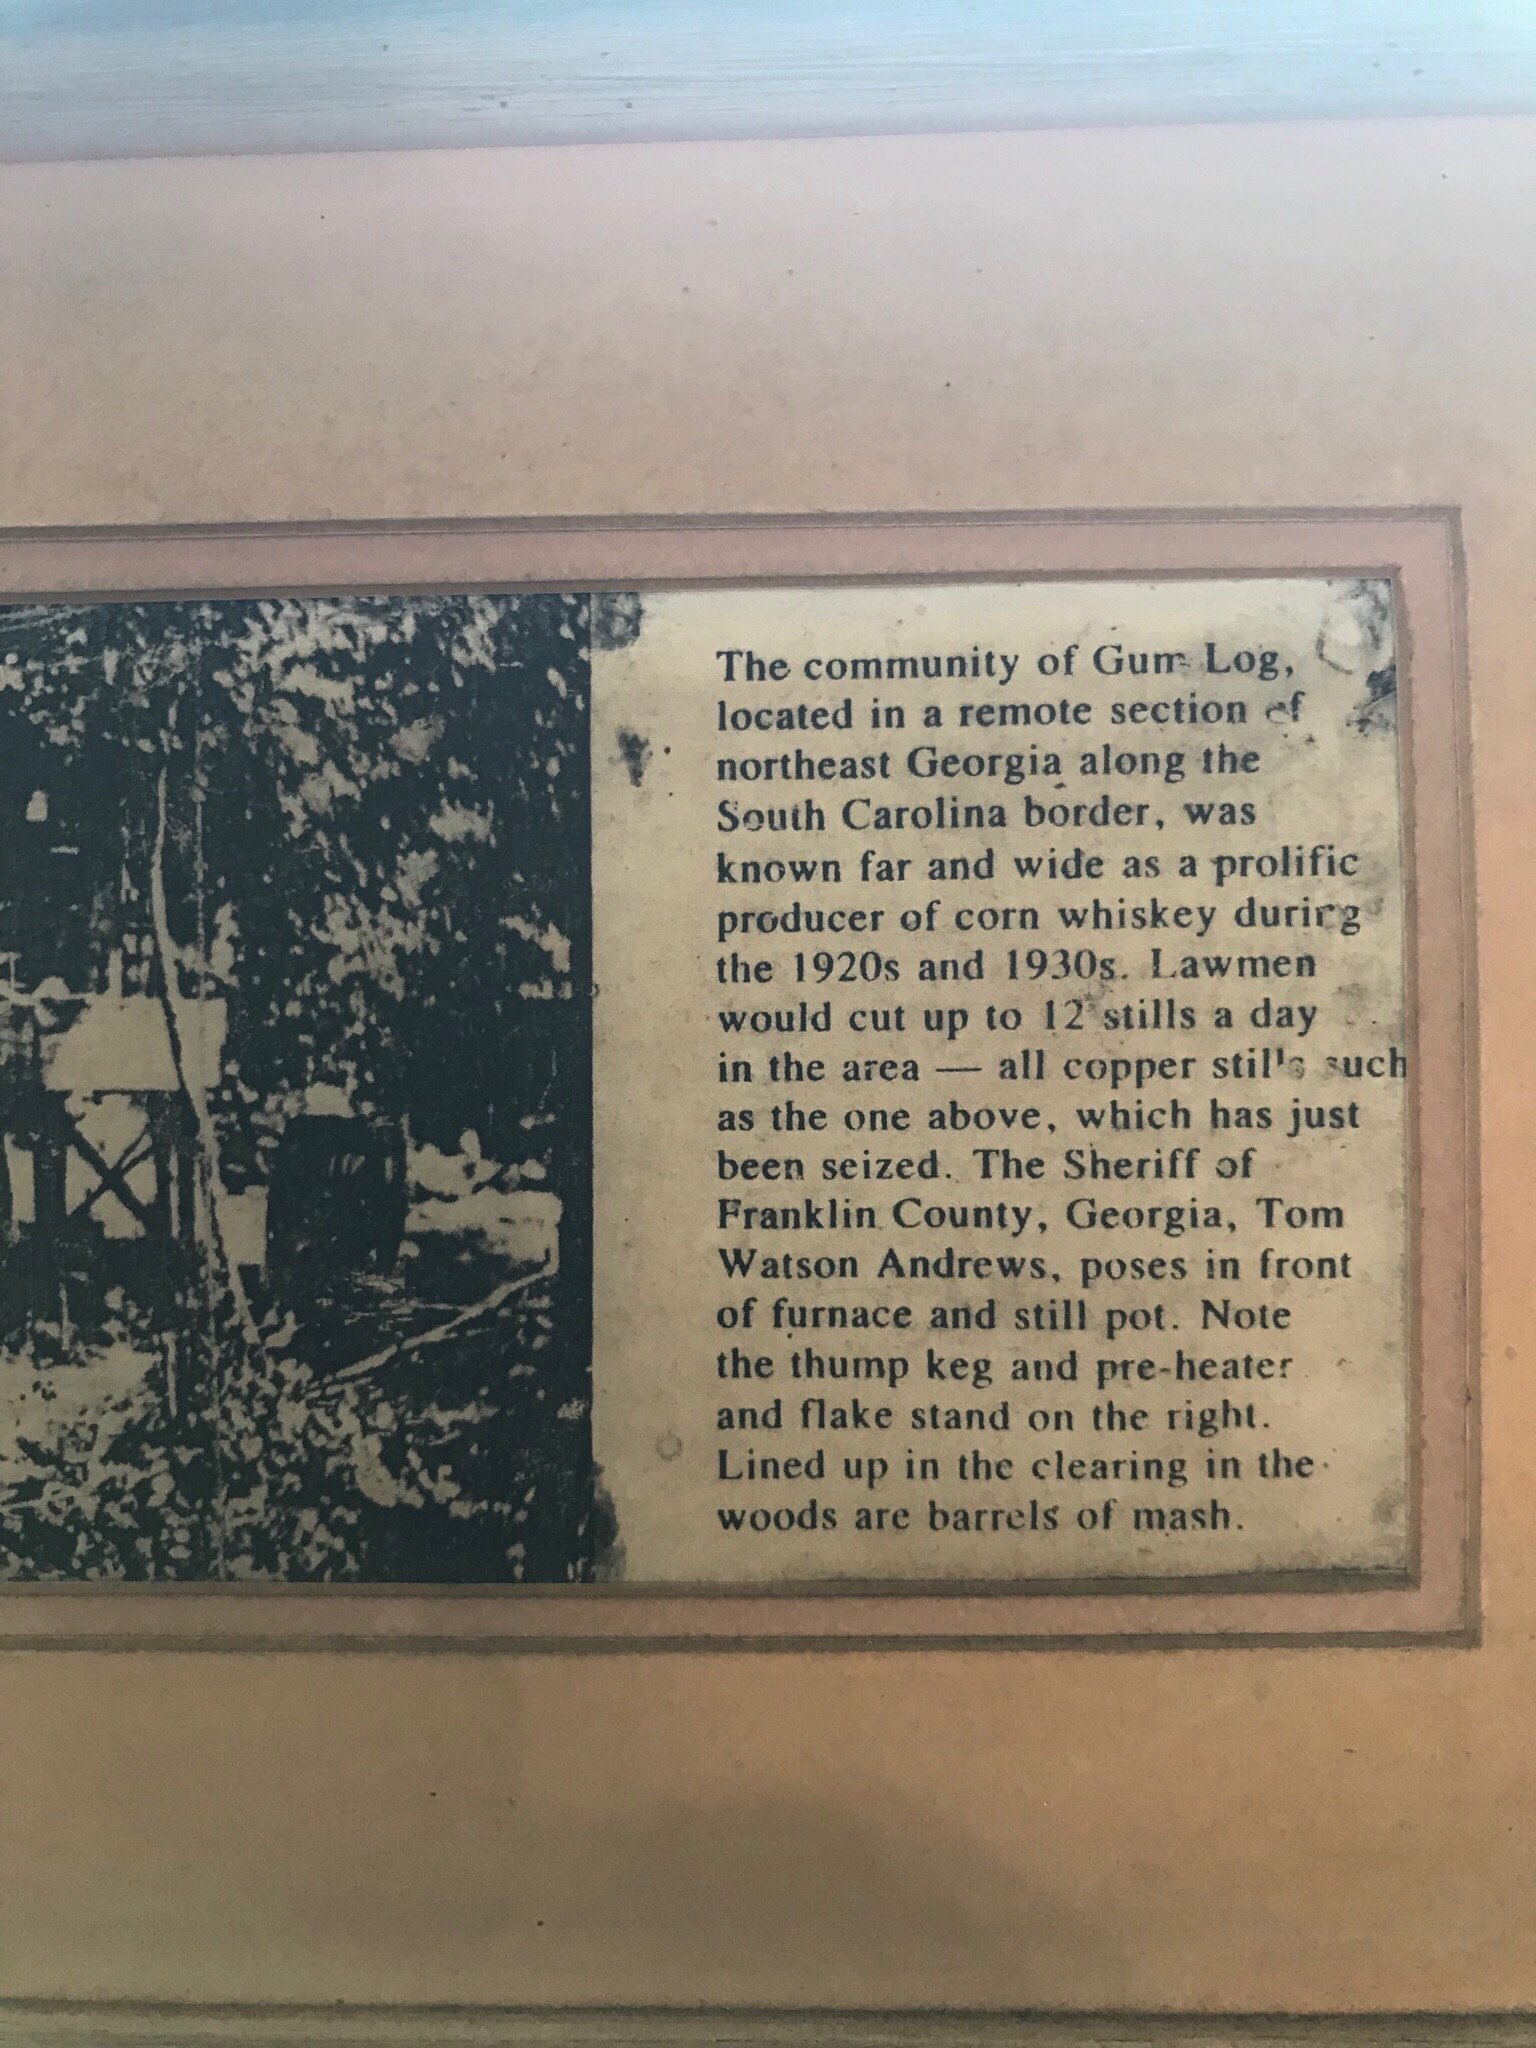 The community of Gum Log,
located in a remote section of
northeast Georgia along the
South Carolina border, was
known far and wide as a prolific
producer of corn whiskey during
the 1920s and 1930s. Lawmen
would cut up to 12 stills a day
in the area — all copper stills such
as the one above, which has just
been seized. The Sheriff of
Franklin County, Georgia, Tom
Watson Andrews, poses in front
of furnace and still pot. Note
the thump keg and pre-heater
and flake stand on the right.
Lined up in the clearing in the
woods are barrels of mash.